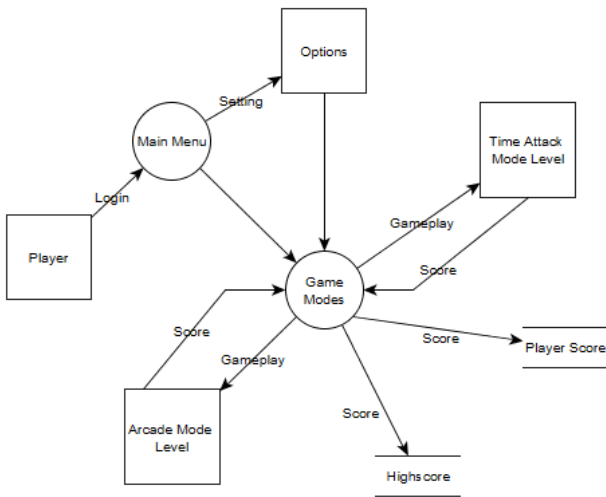 Options
Setting
Main Menu
Time Attack
Mode Level
Login
Gameplay
Player
Score
Game
Modes
Score
Score
Player Score
Gameplay
Score
Arcade Mode
Level
Highscore